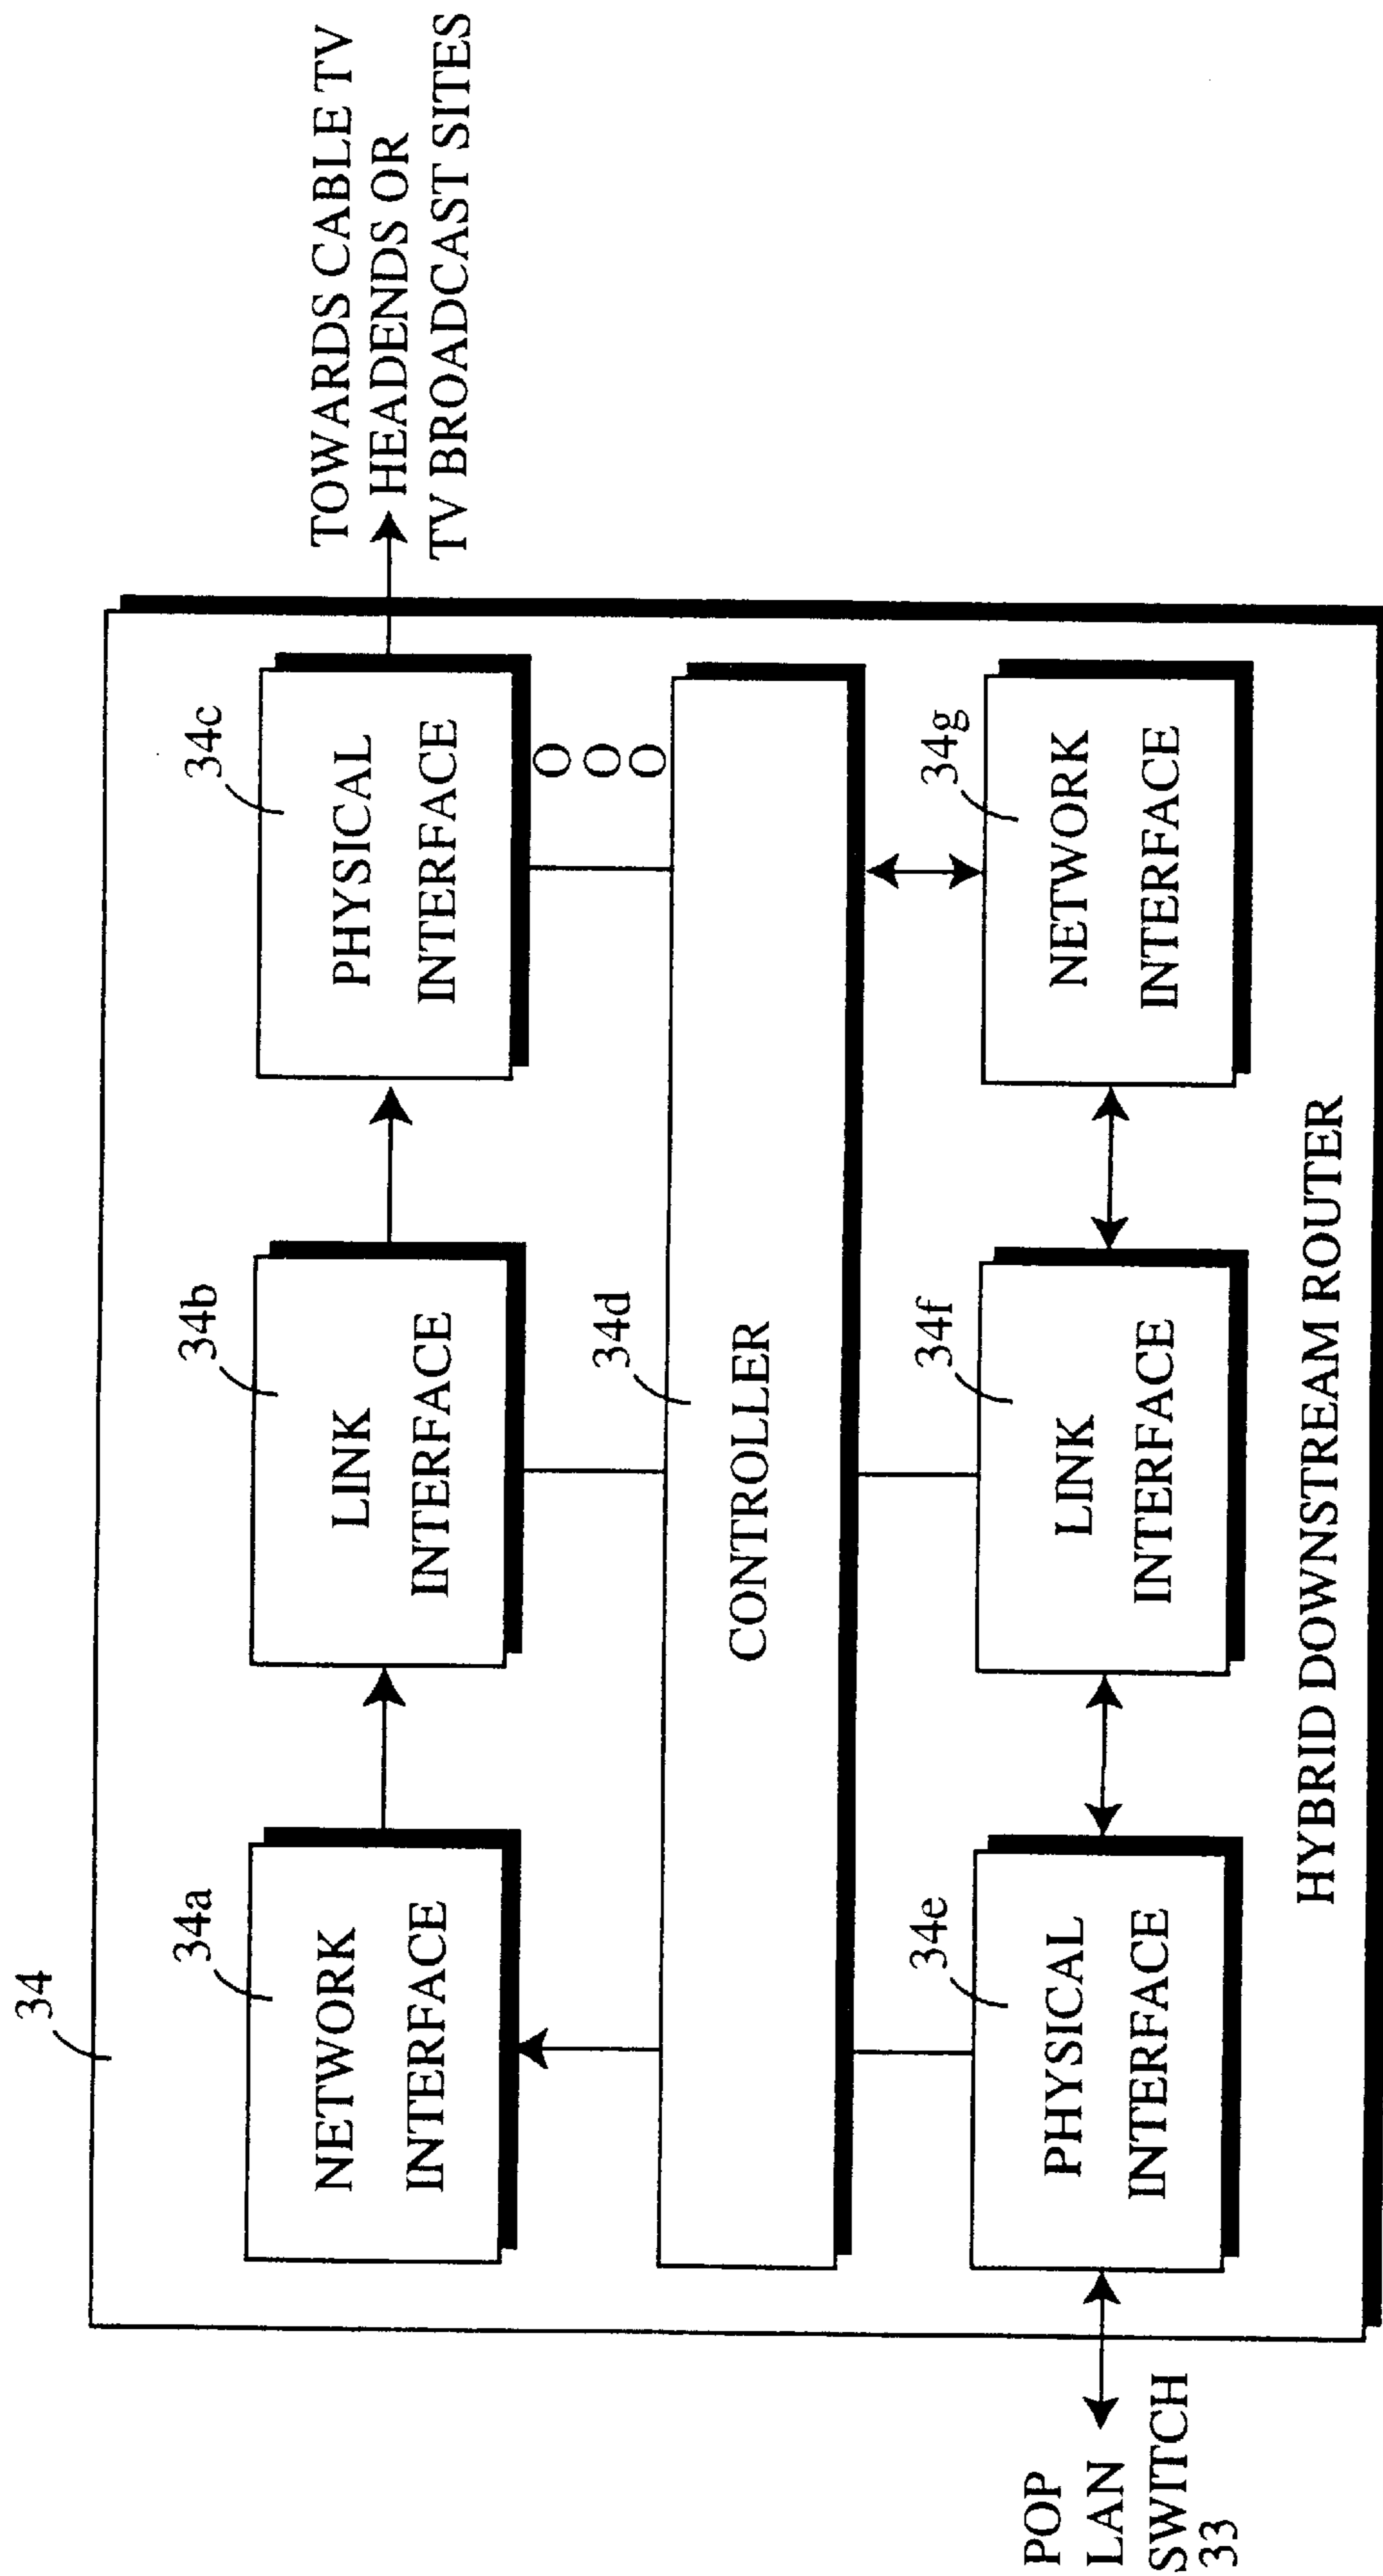 34
34a
NETWORK
INTERFACE
34b
LINK
INTERFACE
34c
PHYSICAL
INTERFACE
TOWARDS CABLE TV
HEADENDS OR
TV BROADCAST SITES
O
O
O
34d
CONTROLLER
34e
PHYSICAL
INTERFACE
34f
LINK
INTERFACE
34g
NETWORK
INTERFACE
POP
LAN
SWITCH
33
HYBRID DOWNSTREAM ROUTER